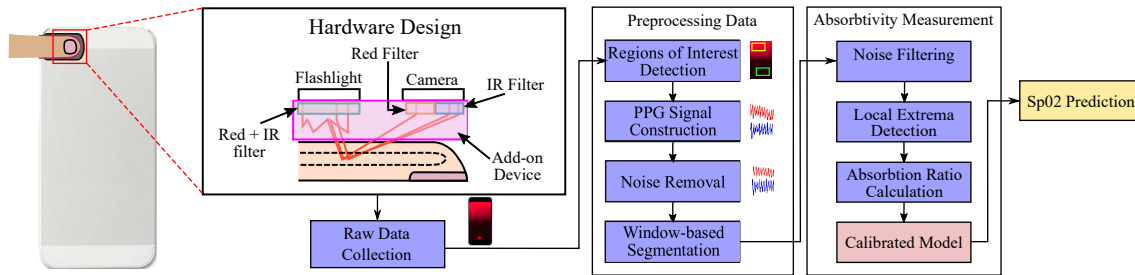 Hardware Design
Red Filter
Flashlight
Camera
IR Filter
Red + IR
filter
Add-on
Device
Raw Data
Collection
Preprocessing Data
Regions of Interest
Detection
PPG Signal
Construction
Noise Removal
Window-based
Segmentation
Absorbtivity Measurement
Noise Filtering
Local Extrema
Detection
Absorbtion Ratio
Calculation
Calibrated Model
Sp02 Prediction